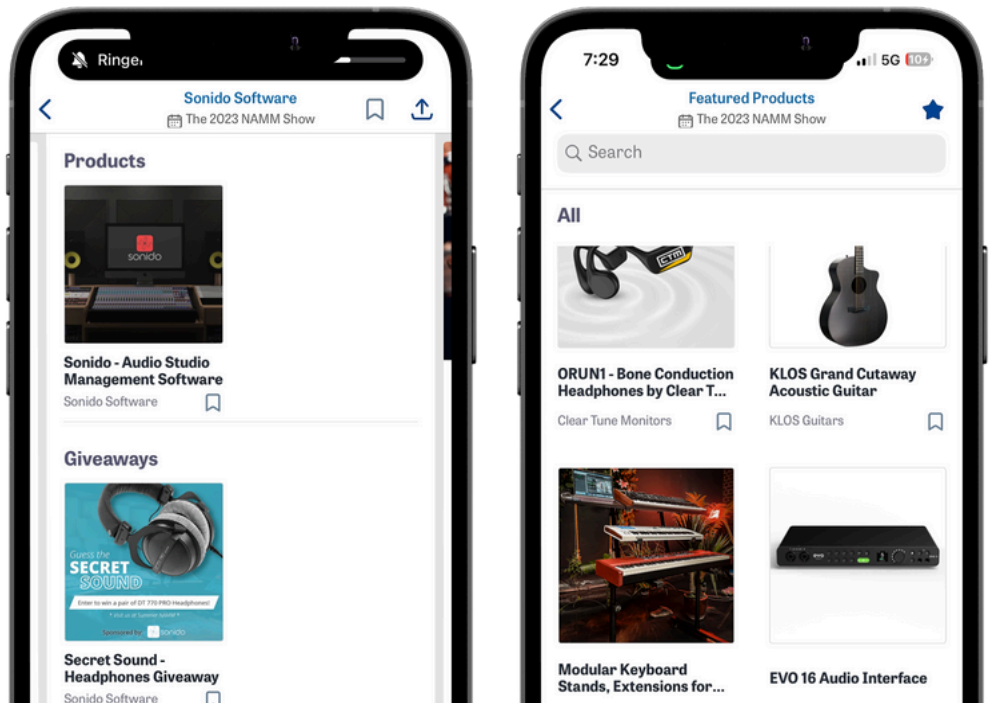 Ringer
Sonido Software
The 2023 NAMM Show
Products
sonido
Sonido - Audio Studio
Management Software
Sonido Software
Giveaways
Guess the
SECRET
SOUND
Enter to win a pair of DT 770 PRO Headphones!
Sponsored by: sonido
Secret Sound -
Headphones Giveaway
Sonido Software
7:29
5G 10
Featured Products
The 2023 NAMM Show
Search
All
CTM
ORUN1 - Bone Conduction
Headphones by Clear T...
Clear Tune Monitors
KLOS Grand Cutaway
Acoustic Guitar
KLOS Guitars
Modular Keyboard
Stands, Extensions for...
EVO
EVO 16 Audio Interface